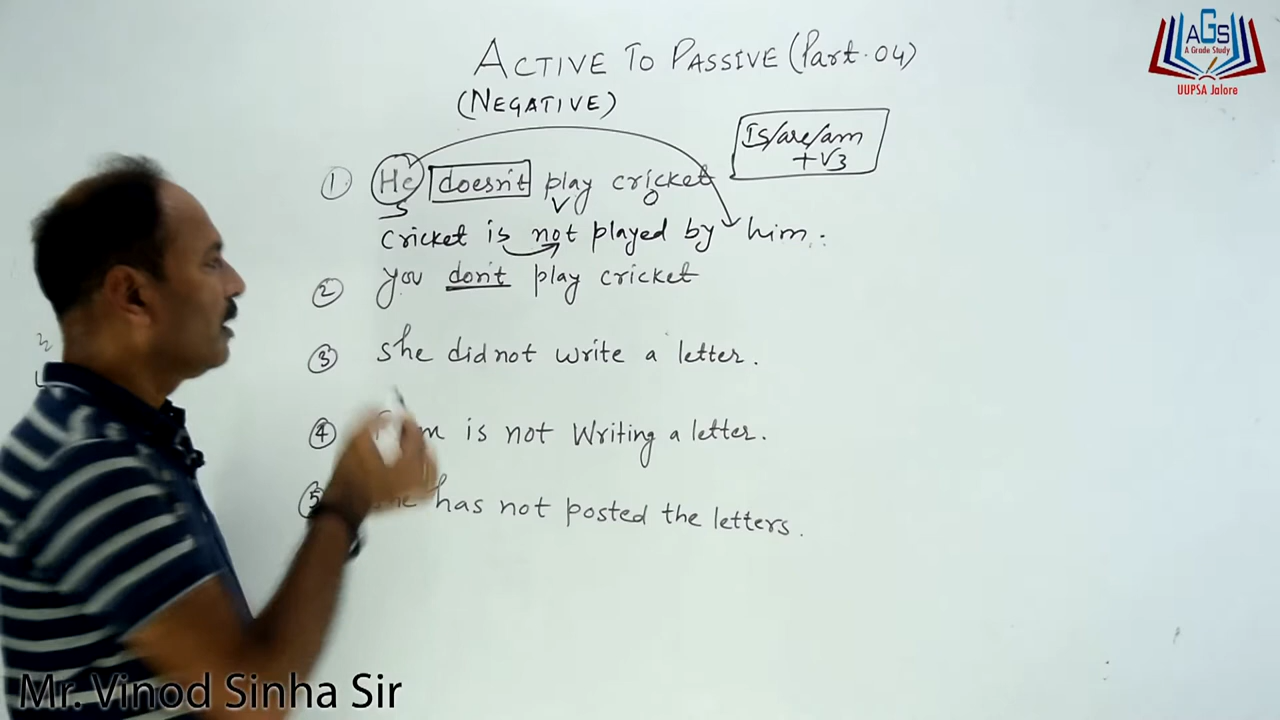 ACTIVE TO PASSIVE (Part. 04)
(NEGATIVE)
Is/are/am
+V3
① He doesn't play cricket
S V O
cricket is not played by him.
② you don't play cricket
③ she did not write a letter.
④ is not Writing a letter.
⑤ has not posted the letters.
AGS
A Grade Study
UUPSA Jalore
Mr. Vinod Sinha Sir